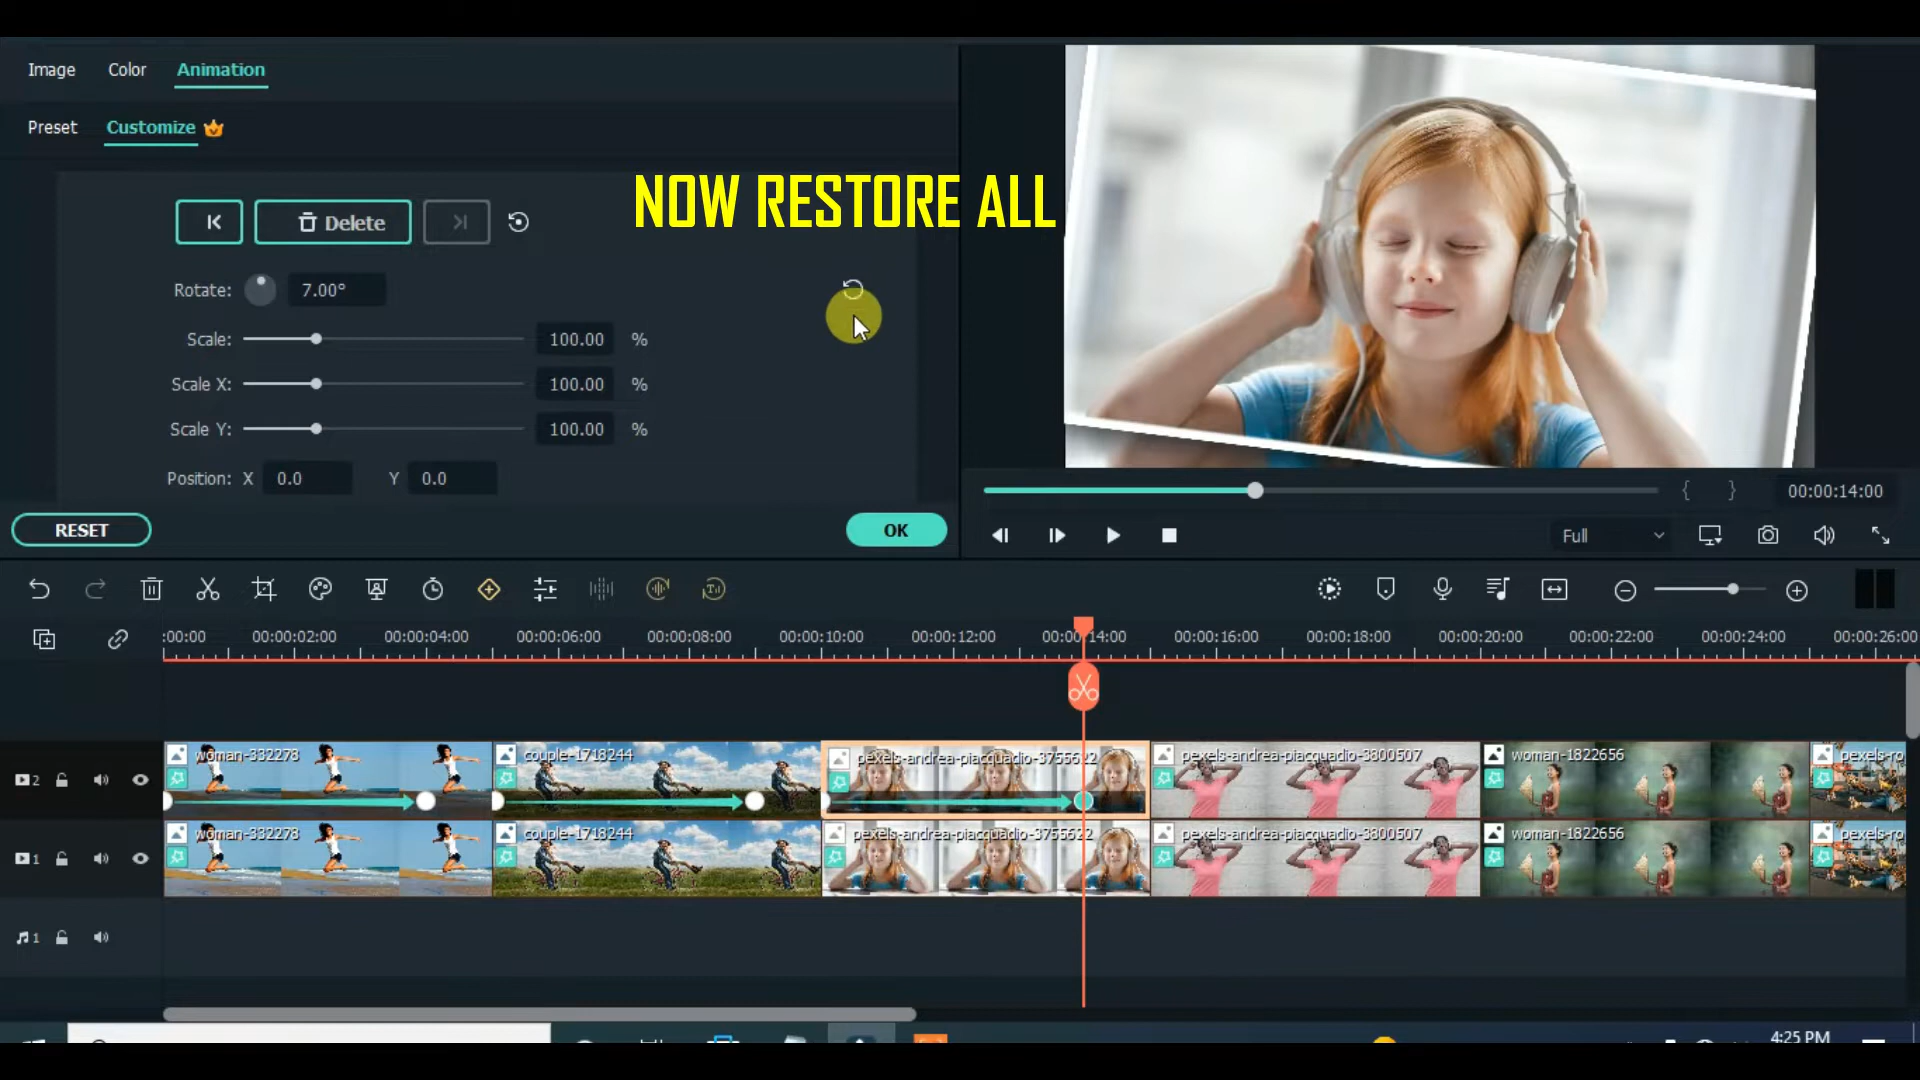 Image Color Animation
Preset Customize
NOW RESTORE ALL
Delete
Rotate: 7.00°
Scale: 100.00 %
Scale X: 100.00 %
Scale Y: 100.00 %
Position: X 0.0 Y 0.0
RESET OK
00:00:14:00
Full
:00:00 00:00:02:00 00:00:04:00 00:00:06:00 00:00:08:00 00:00:10:00 00:00:12:00 00:00:14:00 00:00:16:00 00:00:18:00 00:00:20:00 00:00:22:00 00:00:24:00 00:00:26:00
2 woman-332278 couple-1718244 pexels-andrea-piacquadio-3755622 pexels-andrea-piacquadio-3800507 woman-1822656 pexels-ro
1 woman-332278 couple-1718244 pexels-andrea-piacquadio-3755622 pexels-andrea-piacquadio-3800507 woman-1822656 pexels-ro
1
4:25 PM